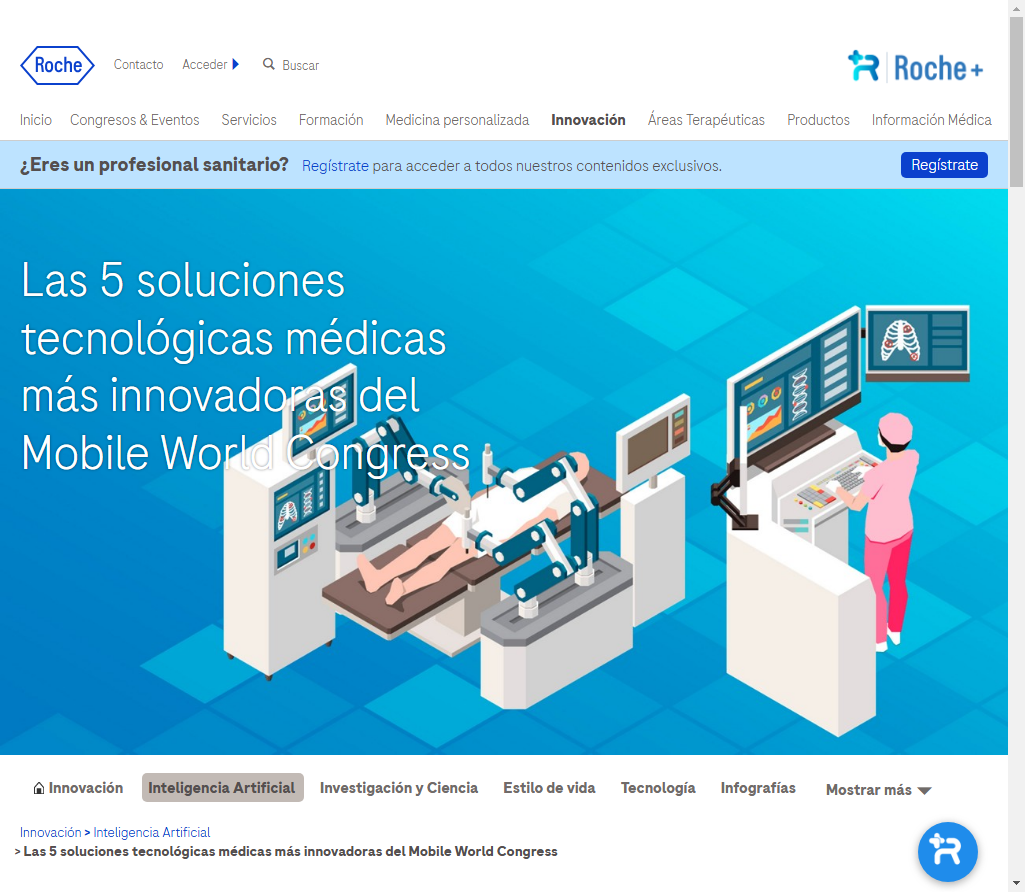 Roche
Contacto
Acceder
Buscar
Roche+
Inicio
Congresos & Eventos
Servicios
Formación
Medicina personalizada
Innovación
Áreas Terapéuticas
Productos
Información Médica
¿Eres un profesional sanitario? Regístrate para acceder a todos nuestros contenidos exclusivos.
Regístrate
Las 5 soluciones
tecnológicas médicas
más innovadoras del
Mobile World Congress
Innovación
Inteligencia Artificial
Investigación y Ciencia
Estilo de vida
Tecnología
Infografías
Mostrar más
Innovación > Inteligencia Artificial
> Las 5 soluciones tecnológicas médicas más innovadoras del Mobile World Congress